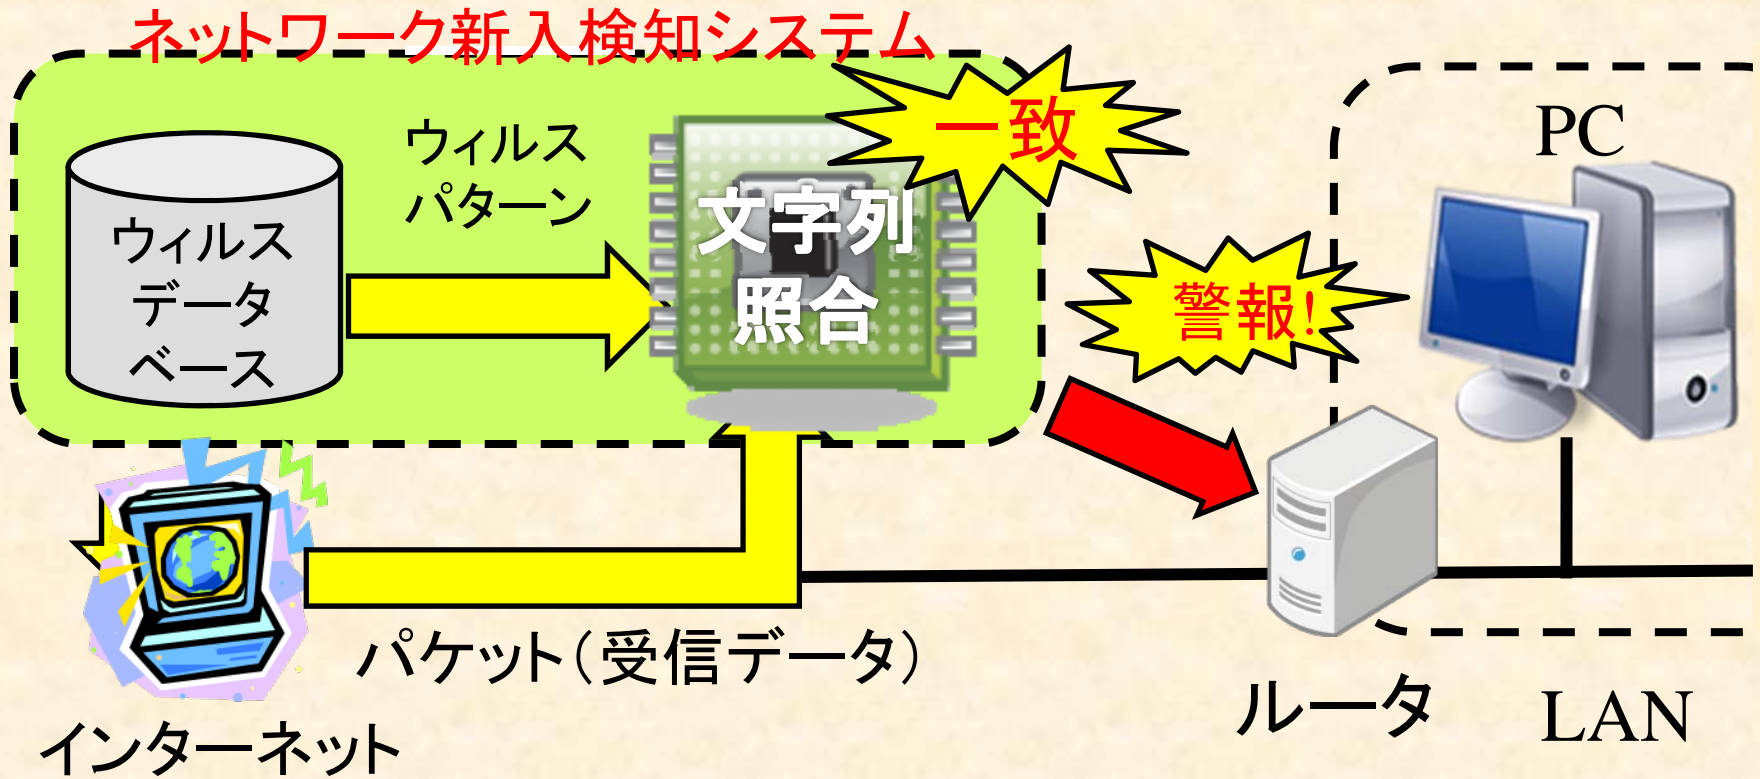 ネットワーク新入検知システム
ウィルス
パターン
一致
PC
文字列
照合
ウィルス
データ
ベース
警報!
パケット(受信データ)
ルータ
LAN
インターネット